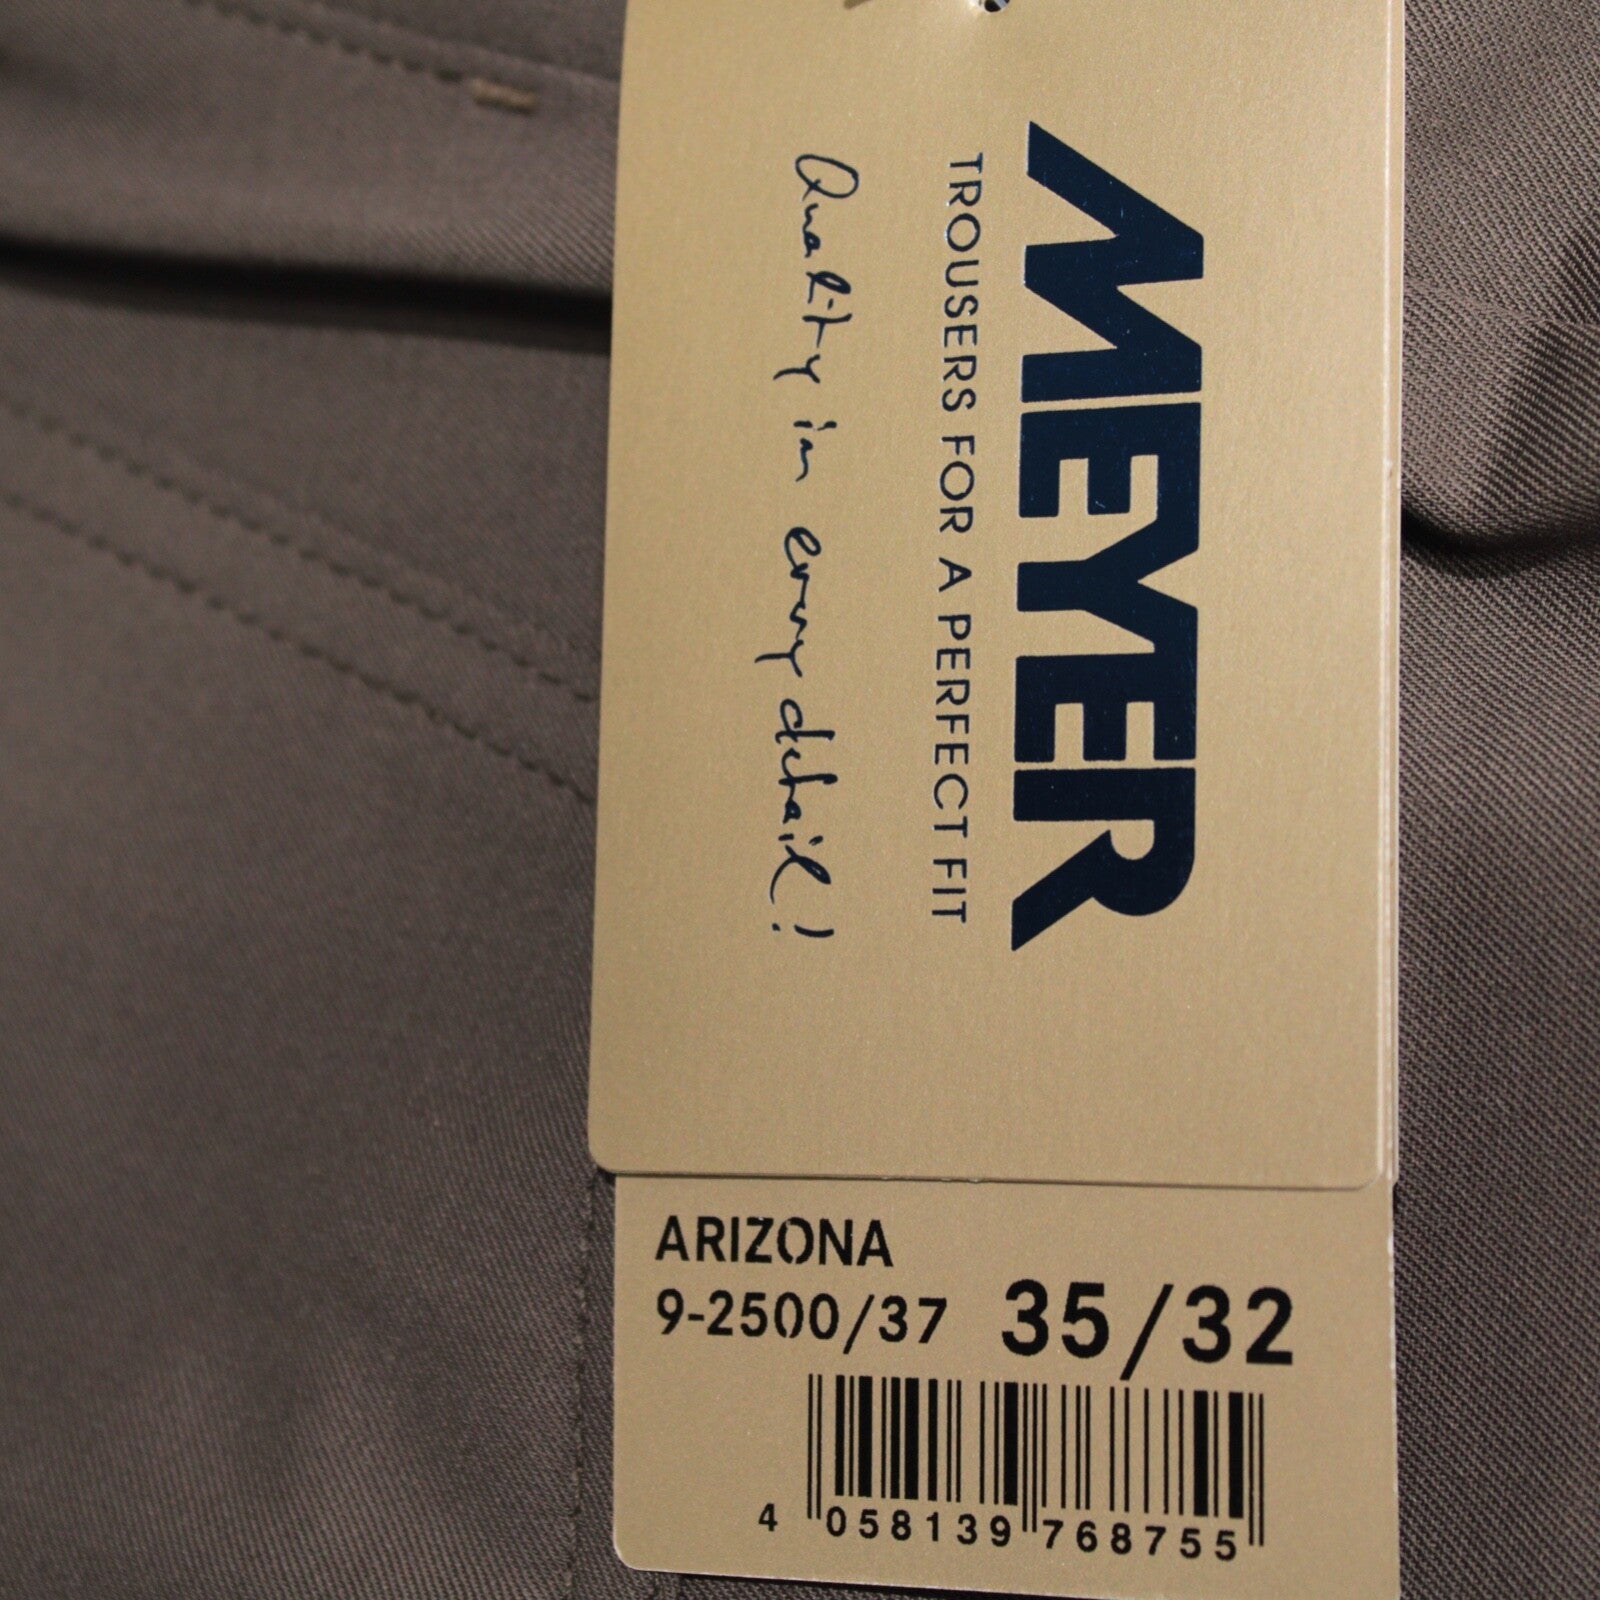 MEYER
TROUSERS FOR A PERFECT FIT
Quality in every detail!
ARIZONA
9-2500/37 35/32
4 058139 768755